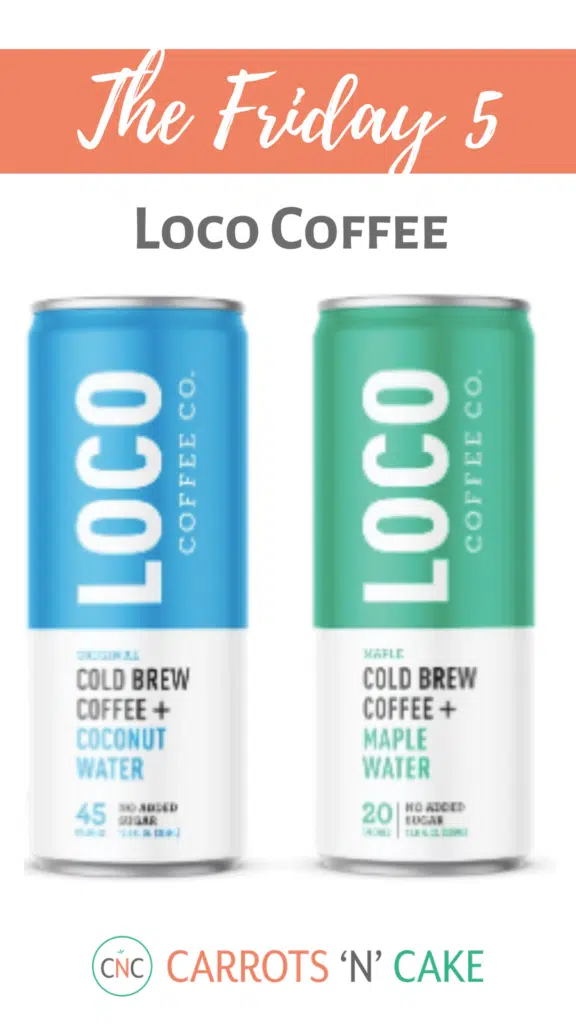 The Friday 5
Loco Coffee
LOCO
COFFEE CO.
ORIGINAL
COLD BREW
COFFEE +
COCONUT
WATER
45
NO ADDED
SUGAR
LOCO
COFFEE CO.
MAPLE
COLD BREW
COFFEE +
MAPLE
WATER
20
NO ADDED
SUGAR
CNC CARROTS ‘N’ CAKE